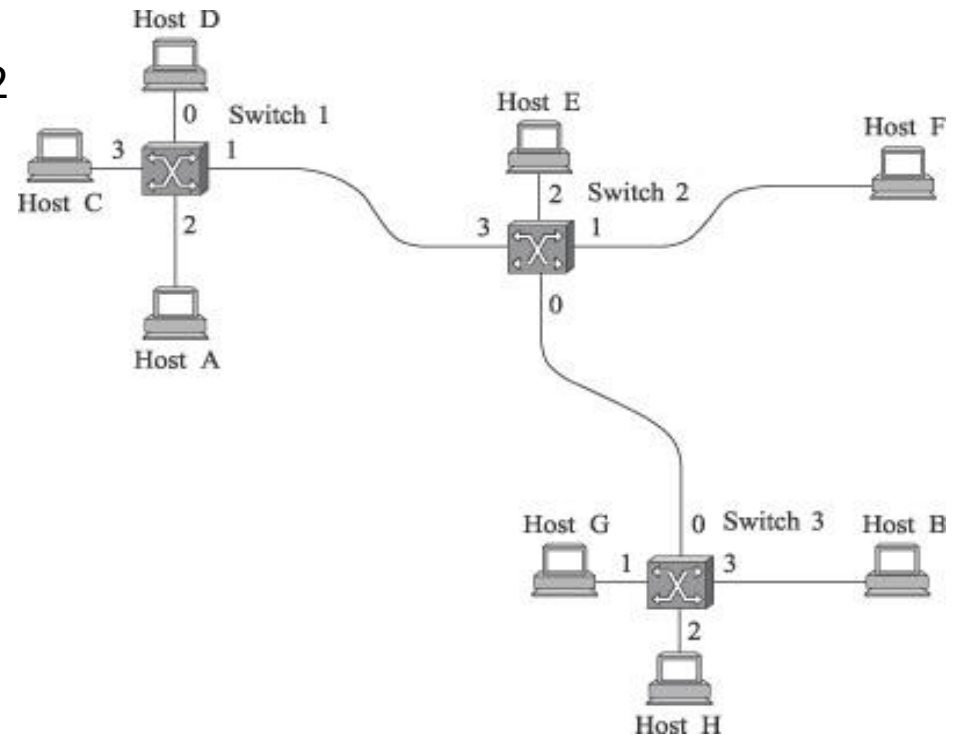 Host D
2
0
Switch 1
3
1
Host C
2
Host A
Host E
Host F
2
Switch 2
3
1
0
Host G
0
Switch 3
Host B
1
3
2
Host H